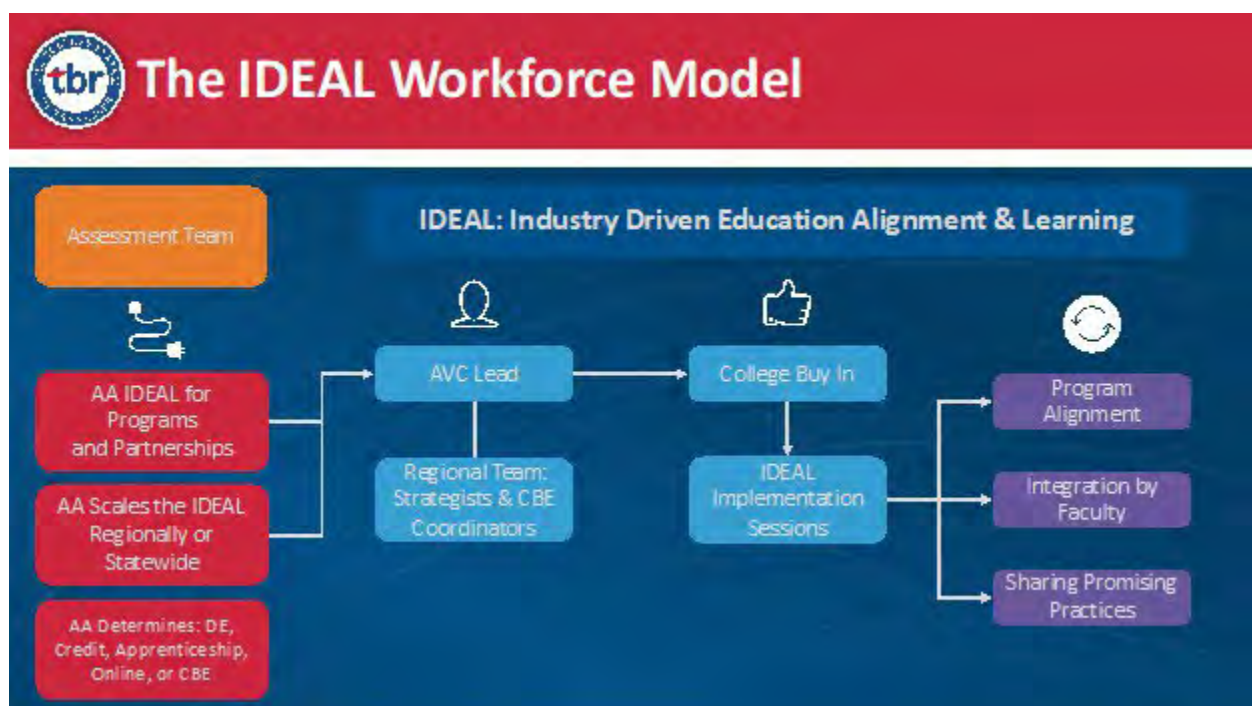 tbr
The IDEAL Workforce Model
Assessment Team
IDEAL: Industry Driven Education Alignment & Learning
AA IDEAL for
Programs
and Partnerships
AA Scales the IDEAL
Regionally or
Statewide
AA Determines: DE,
Credit, Apprenticeship,
Online, or CBE
AVC Lead
Regional Team:
Strategists & CBE
Coordinators
College Buy In
IDEAL
Implementation
Sessions
Program
Alignment
Integration by
Faculty
Sharing Promising
Practices